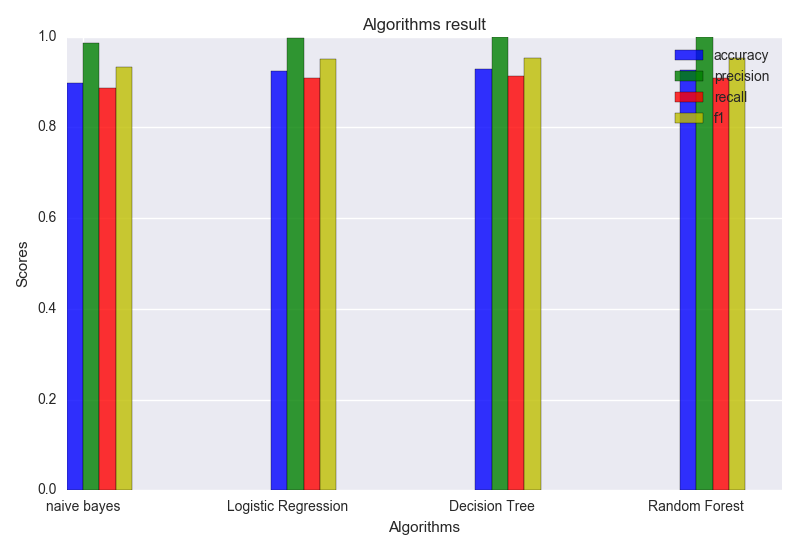 Algorithms result
1.0
0.8
0.6
0.4
0.2
0.0
Scores
accuracy
precision
recall
f1
naive bayes
Logistic Regression
Decision Tree
Random Forest
Algorithms